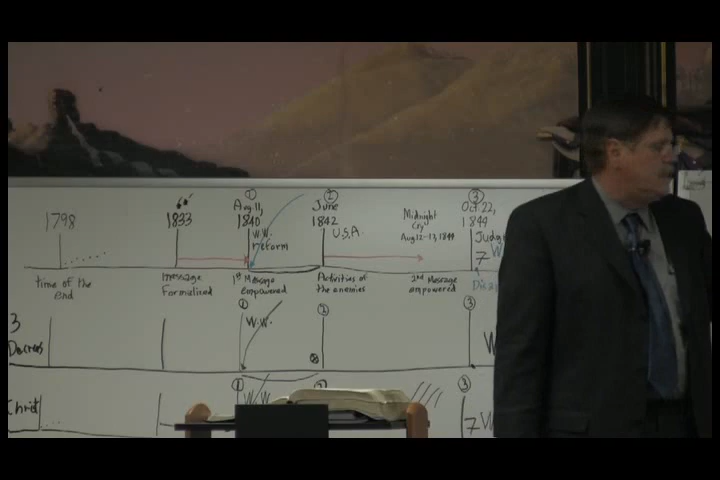 ①
②
③
1798
1833
Aug 11,
1840
June
1842
Midnight
Cry
Aug 12-17, 1844
Oct. 22,
1844
W.W.
reform
U.S.A.
Judg
7 W
time of the
end
message
Formalized
1st Message
Empowered
Activities of
the enemies
2nd Message
empowered
Dis
①
②
③
3
Decrees
W.W.
W
Christ
①
②
③
W.W.
7 W